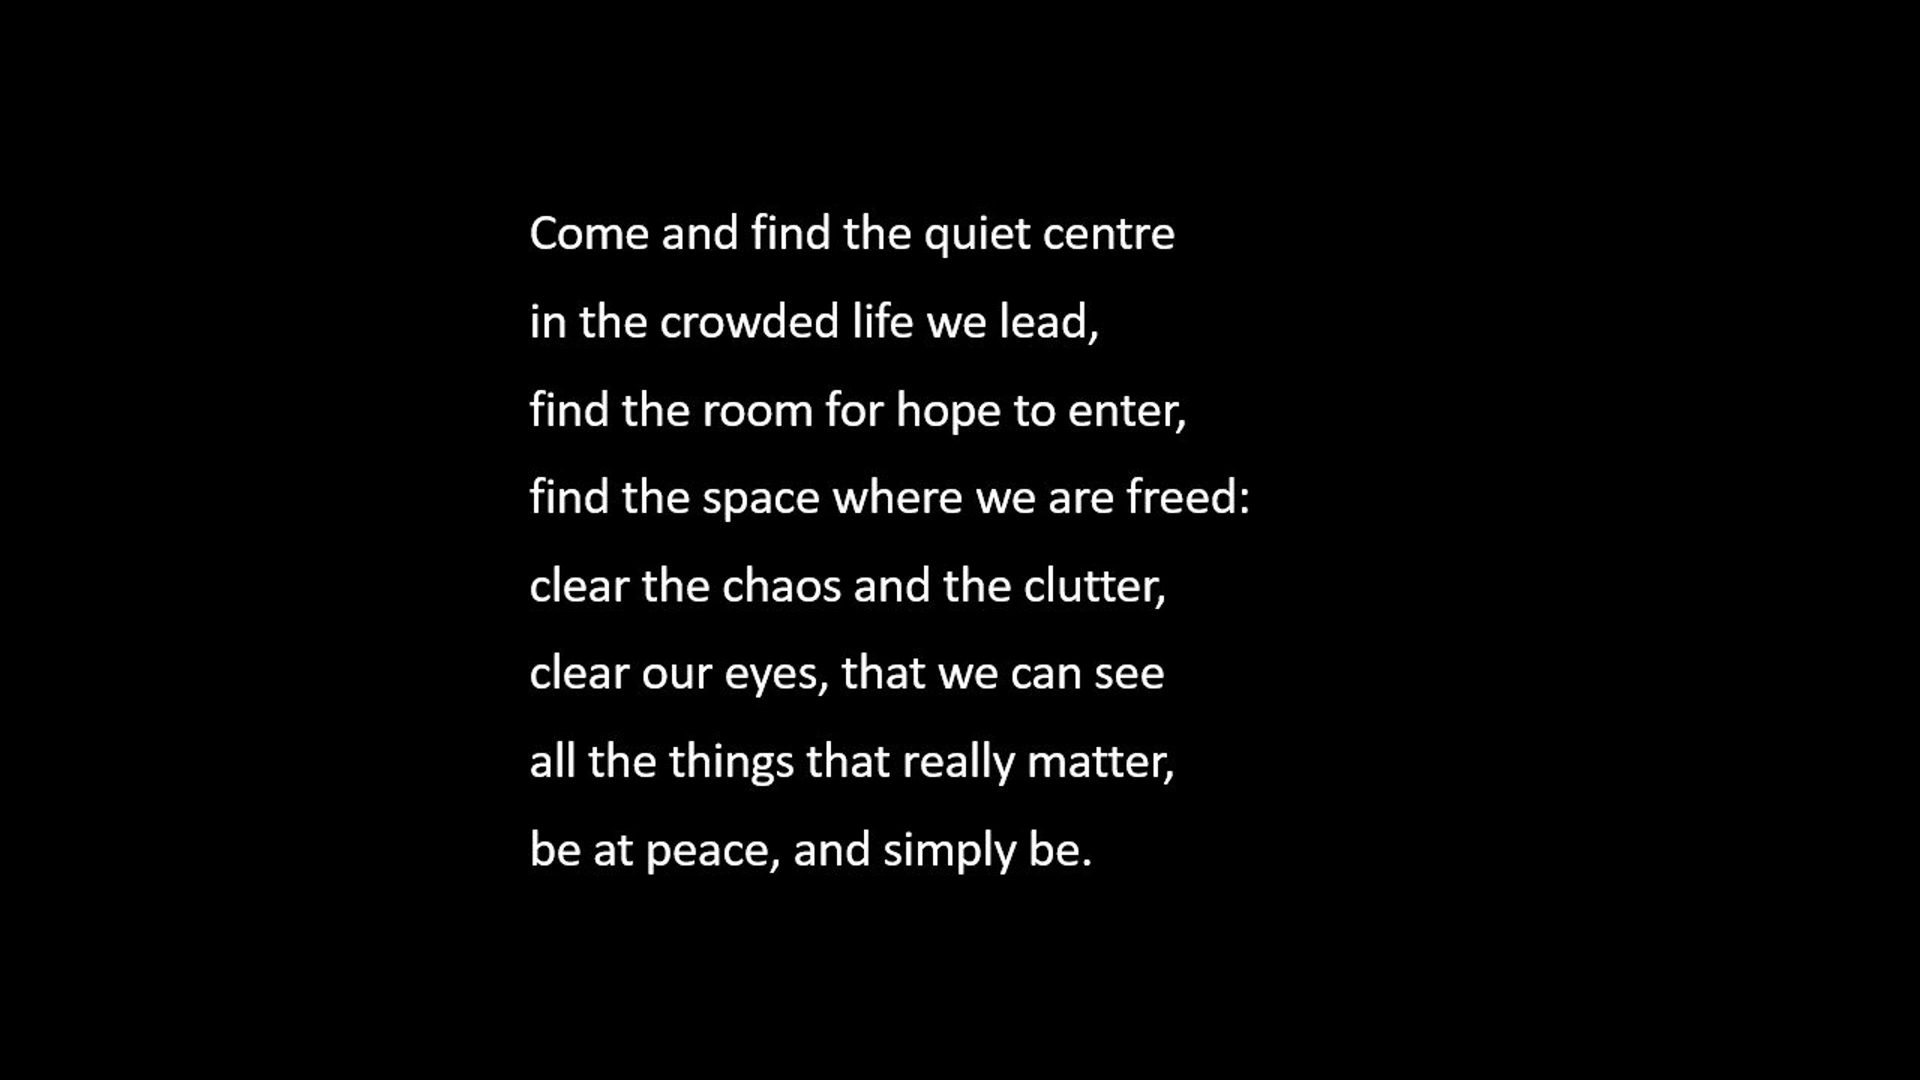 Come and find the quiet centre
in the crowded life we lead,
find the room for hope to enter,
find the space where we are freed:
clear the chaos and the clutter,
clear our eyes, that we can see
all the things that really matter,
be at peace, and simply be.